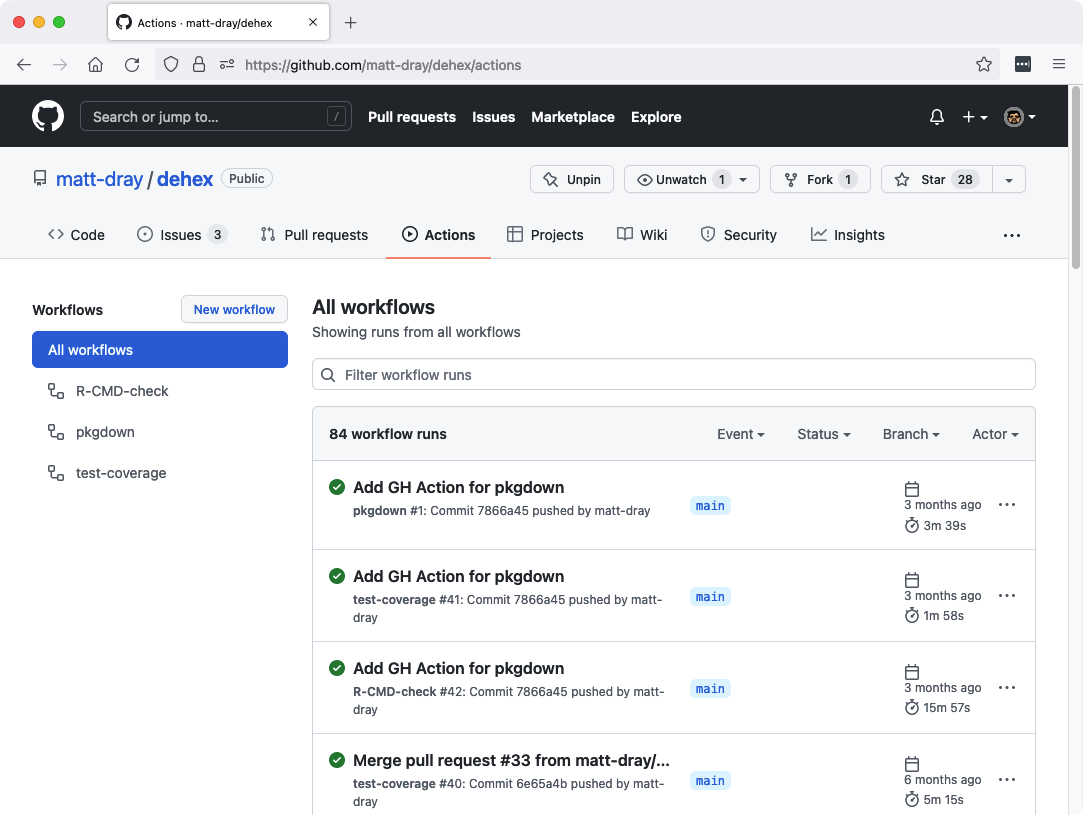 Actions · matt-dray/dehex
https://github.com/matt-dray/dehex/actions
Search or jump to... /
Pull requests Issues Marketplace Explore
matt-dray / dehex Public
Unpin Unwatch 1 Fork 1 Star 28
Code Issues 3 Pull requests Actions Projects Wiki Security Insights
Workflows New workflow
All workflows
R-CMD-check
pkgdown
test-coverage
All workflows
Showing runs from all workflows
Filter workflow runs
84 workflow runs Event Status Branch Actor
Add GH Action for pkgdown
pkgdown #1: Commit 7866a45 pushed by matt-dray
main
3 months ago
3m 39s
Add GH Action for pkgdown
test-coverage #41: Commit 7866a45 pushed by matt-
dray
main
3 months ago
1m 58s
Add GH Action for pkgdown
R-CMD-check #42: Commit 7866a45 pushed by matt-
dray
main
3 months ago
15m 57s
Merge pull request #33 from matt-dray/...
test-coverage #40: Commit 6e65a4b pushed by matt-
dray
main
6 months ago
5m 15s